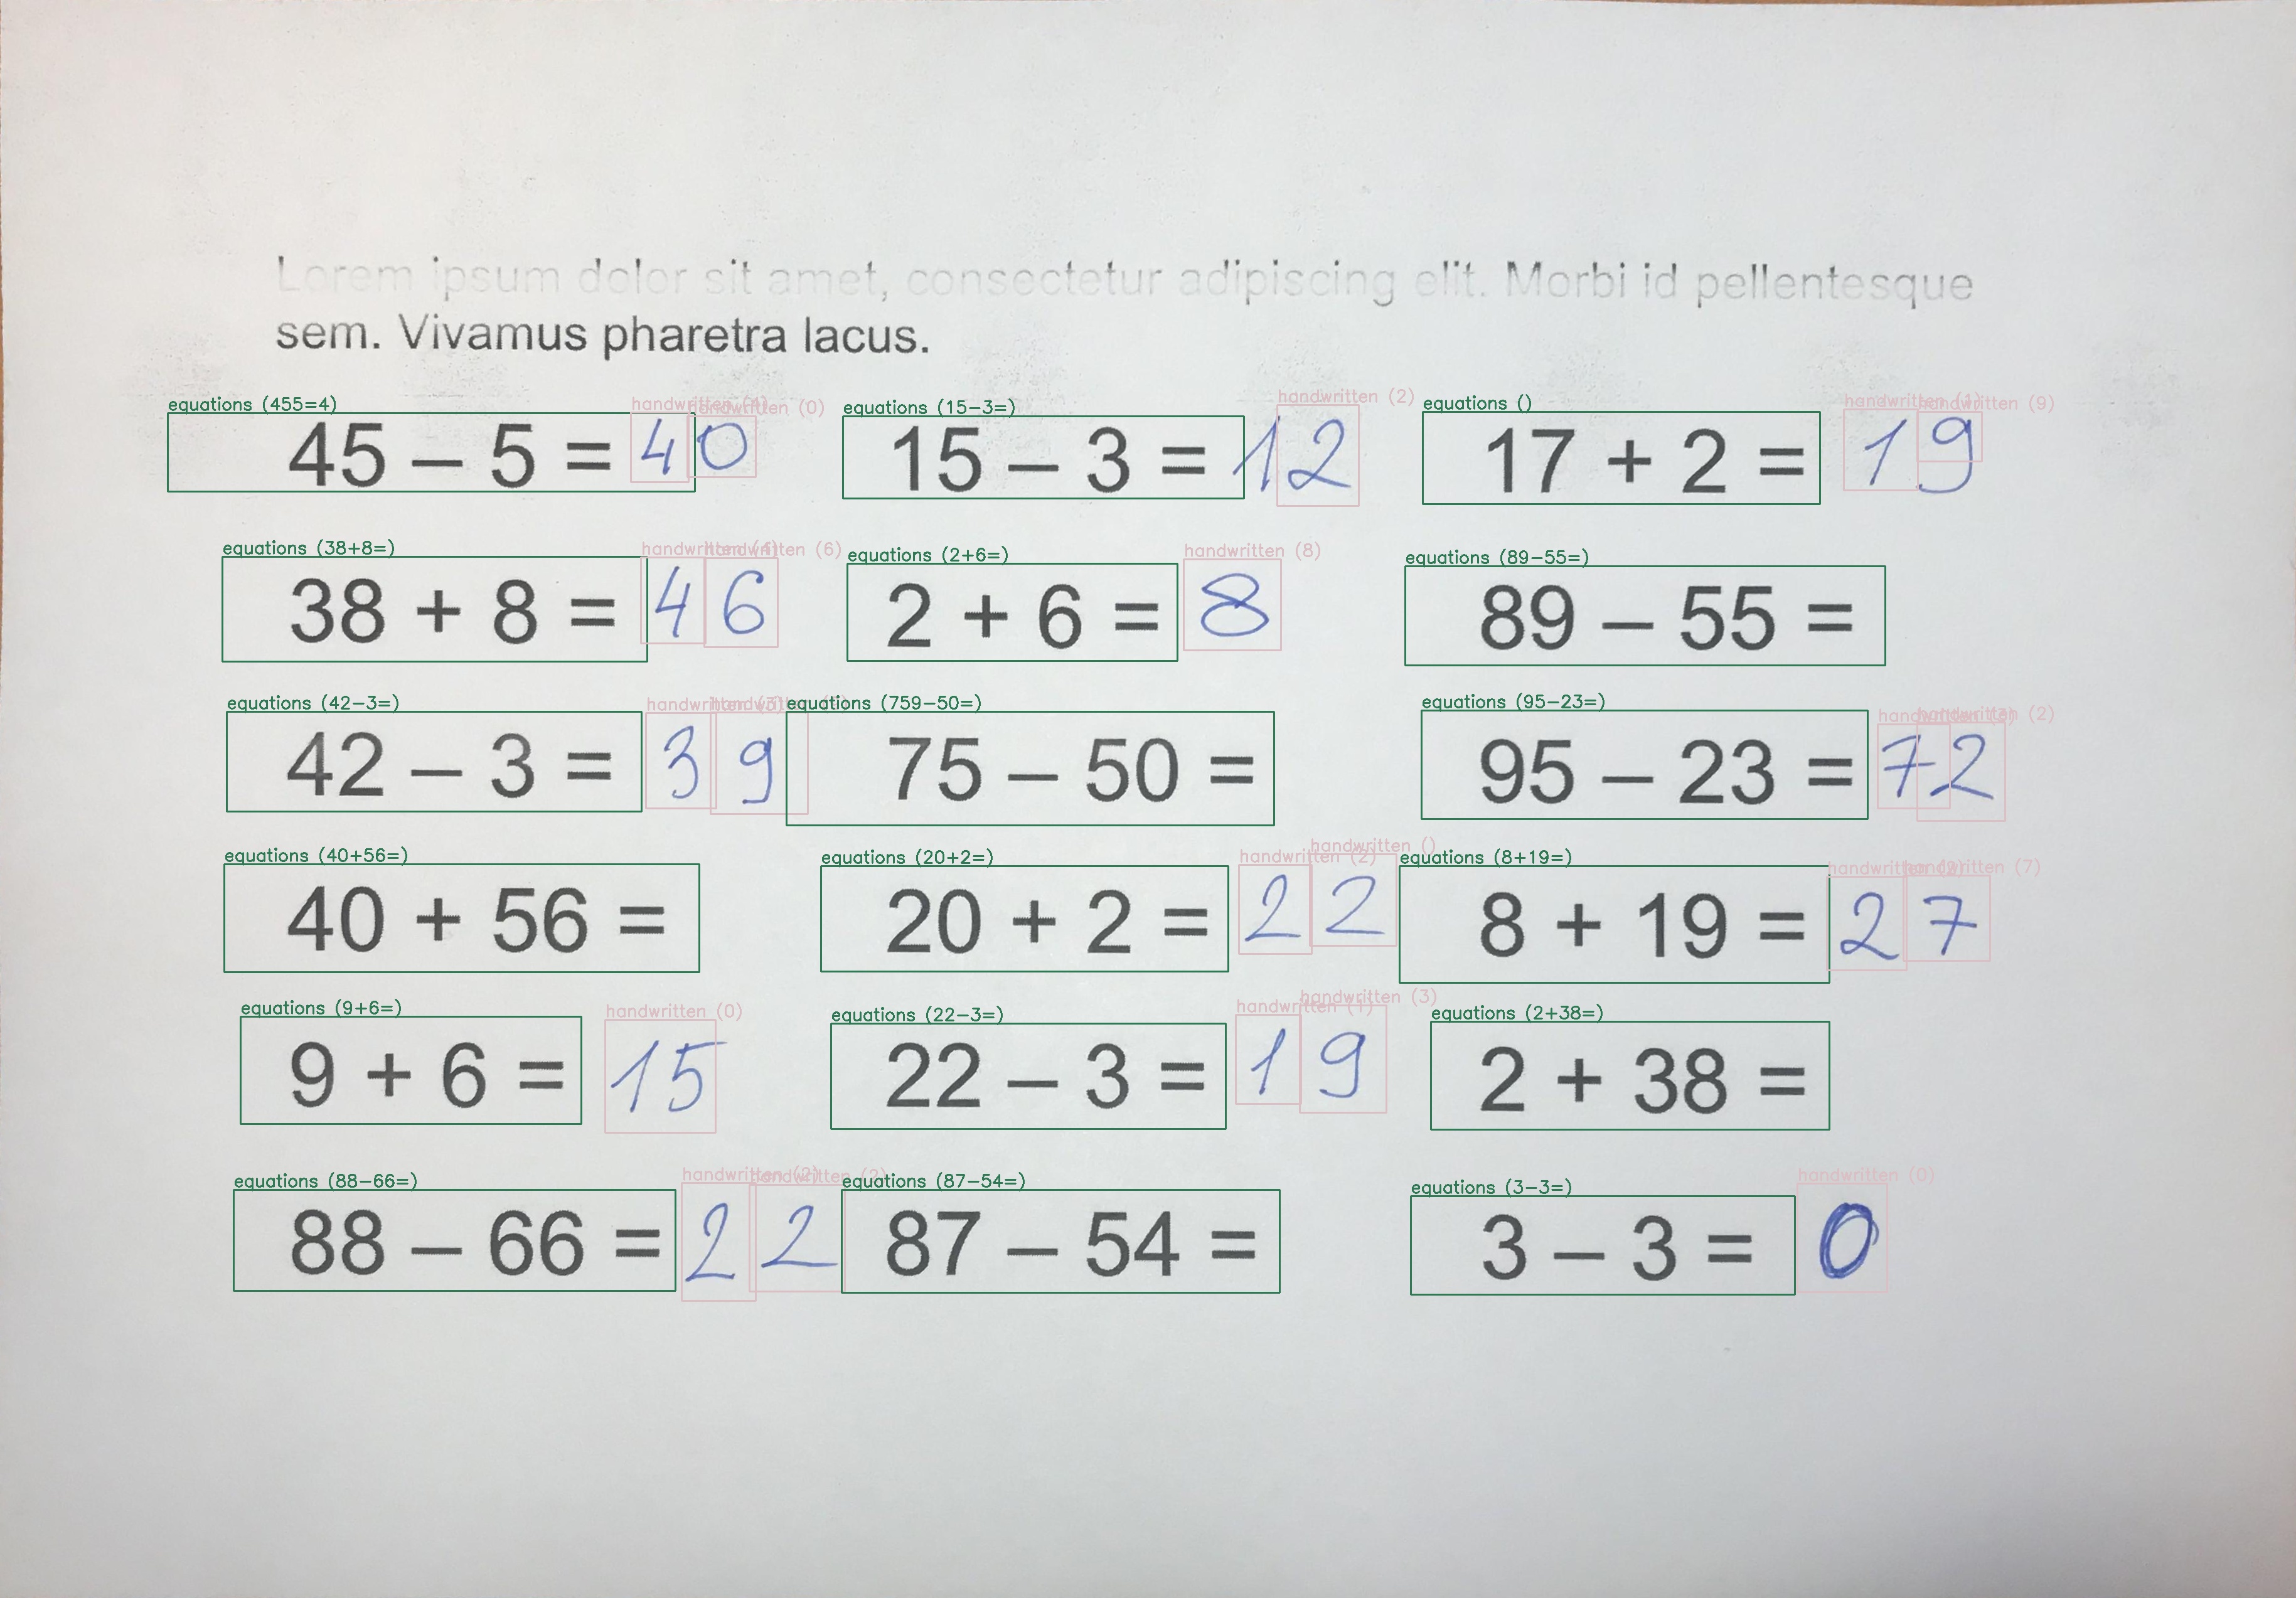 Lorem ipsum dolor sit amet, consectetur adipiscing elit. Morbi id pellentesque
sem. Vivamus pharetra lacus.
equations (455=4) handwritten handwritten (0) equations (15-3=) handwritten (2) equations () handwritten (1) handwritten (9)
45 – 5 = 40 15 – 3 = 12 17 + 2 = 19
equations (38+8=) handwritten (4) handwritten (6) equations (2+6=) handwritten (8) equations (89-55=)
38 + 8 = 46 2 + 6 = 8 89 – 55 =
equations (42-3=) handwritten (3) handwritten equations (759-50=) equations (95-23=) handwritten handwritten (2)
42 – 3 = 39 75 – 50 = 95 – 23 = 72
equations (40+56=) equations (20+2=) handwritten (2) handwritten () equations (8+19=) handwritten handwritten (7)
40 + 56 = 20 + 2 = 22 8 + 19 = 27
equations (9+6=) handwritten (0) equations (22-3=) handwritten (1) handwritten (3) equations (2+38=)
9 + 6 = 15 22 – 3 = 19 2 + 38 =
equations (88-66=) handwritten (2) handwritten (2) equations (87-54=) equations (3-3=) handwritten (0)
88 – 66 = 22 87 – 54 = 3 – 3 = 0